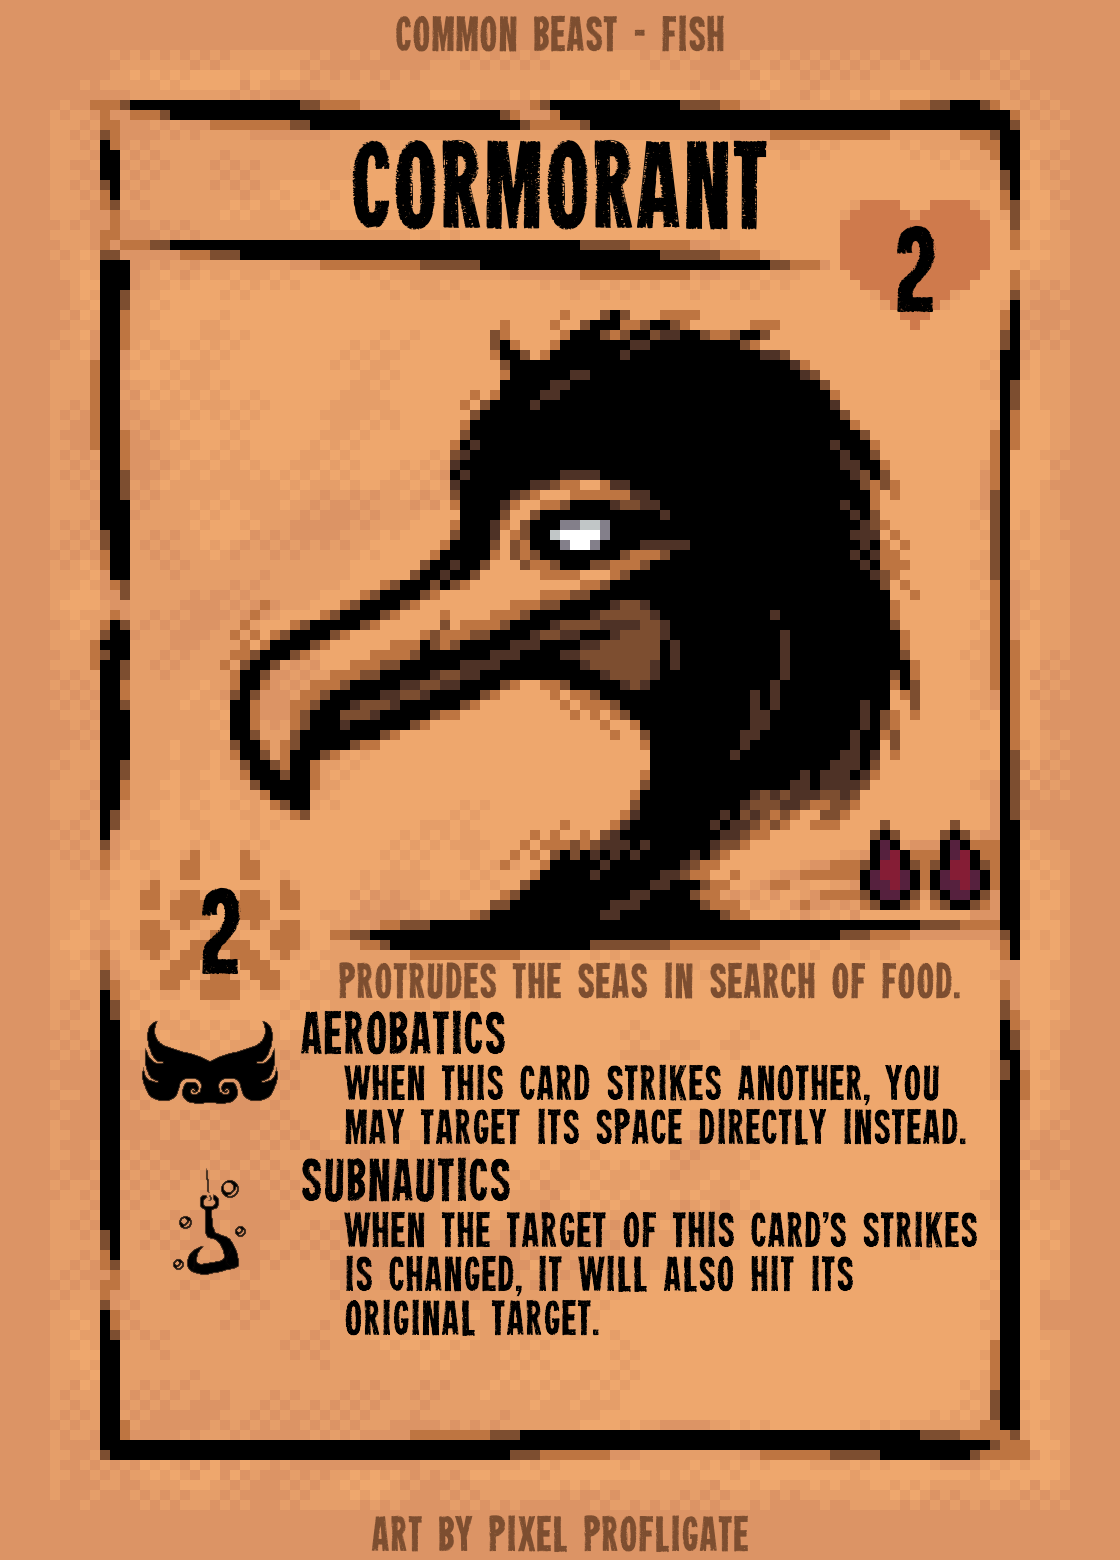 COMMON BEAST - FISH
CORMORANT
2
2
PROTRUDES THE SEAS IN SEARCH OF FOOD.
AEROBATICS
WHEN THIS CARD STRIKES ANOTHER, YOU
MAY TARGET ITS SPACE DIRECTLY INSTEAD.
SUBNAUTICS
WHEN THE TARGET OF THIS CARD'S STRIKES
IS CHANGED, IT WILL ALSO HIT ITS
ORIGINAL TARGET.
ART BY PIXEL PROFLIGATE